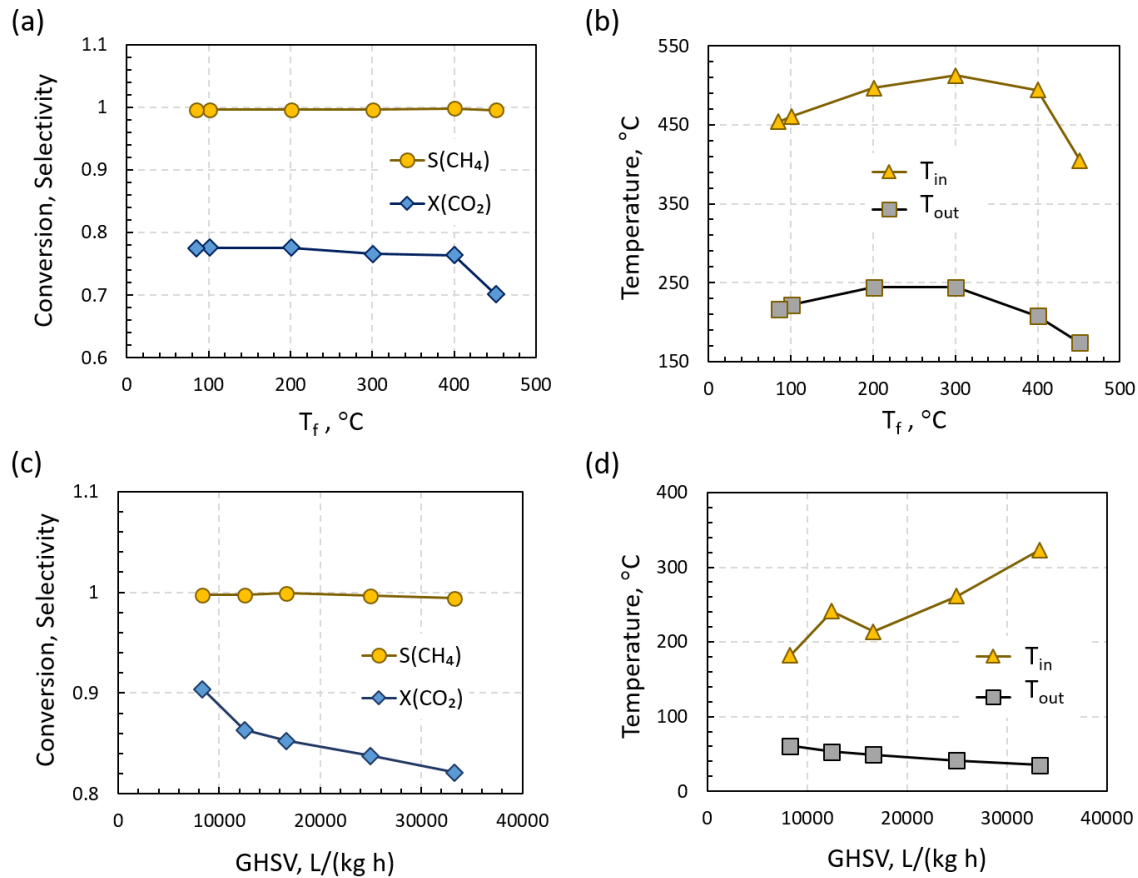 (a)
1.1
1
0.9
0.8
0.7
0.6
Conversion, Selectivity
S(CH₄)
X(CO₂)
0 100 200 300 400 500
T_f , °C
(b)
550
450
350
250
150
Temperature, °C
T_in
T_out
0 100 200 300 400 500
T_f , °C
(c)
1.1
1
0.9
0.8
Conversion, Selectivity
S(CH₄)
X(CO₂)
0 10000 20000 30000 40000
GHSV, L/(kg h)
(d)
400
300
200
100
0
Temperature, °C
T_in
T_out
0 10000 20000 30000 40000
GHSV, L/(kg h)